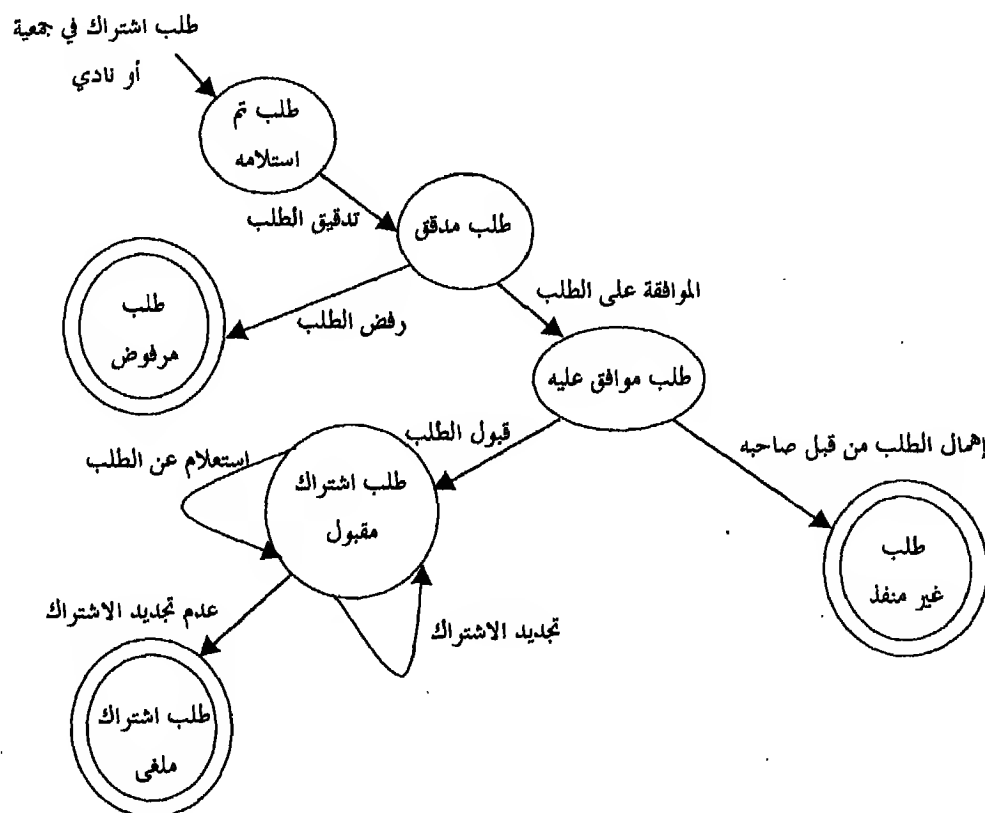 طلب اشتراك في جمعية
أو نادي
طلب تم
استلامه
تدقيق الطلب
طلب مدقق
رفض الطلب
طلب
مرفوض
الموافقة على الطلب
طلب موافق عليه
قبول الطلب
إهمال الطلب من قبل صاحبه
استعلام عن الطلب
طلب اشتراك
مقبول
طلب
غير منفذ
عدم تجديد الاشتراك
تجديد الاشتراك
طلب اشتراك
ملغى